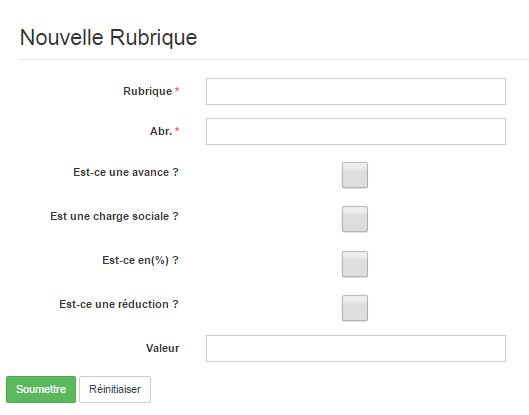 Nouvelle Rubrique
Rubrique *
Abr. *
Est-ce une avance ?
Est une charge sociale ?
Est-ce en(%) ?
Est-ce une réduction ?
Valeur
Soumettre Réinitiaiser